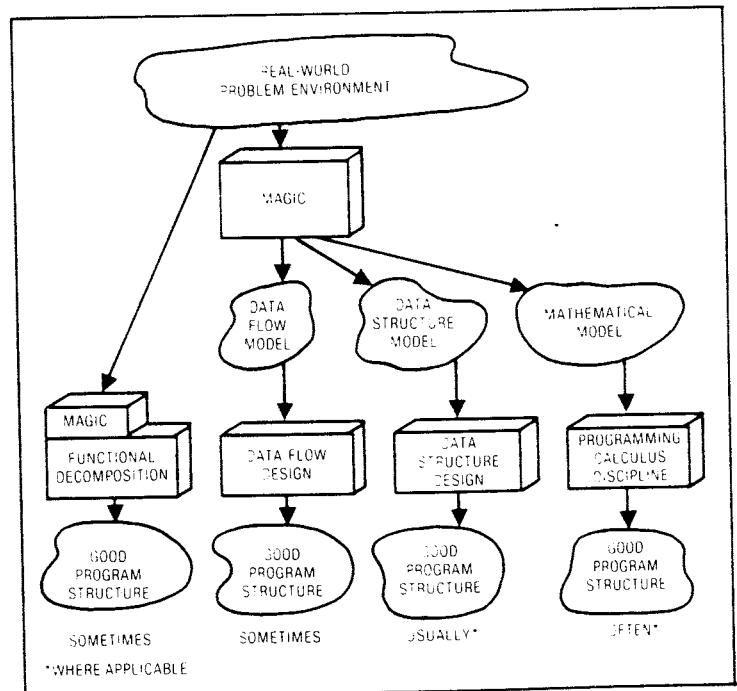 REAL-WORLD
PROBLEM ENVIRONMENT
MAGIC
DATA
FLOW
MODEL
DATA
STRUCTURE
MODEL
MATHEMATICAL
MODEL
MAGIC
FUNCTIONAL
DECOMPOSITION
DATA FLOW
DESIGN
DATA
STRUCTURE
DESIGN
PROGRAMMING
CALCULUS
DISCIPLINE
GOOD
PROGRAM
STRUCTURE
GOOD
PROGRAM
STRUCTURE
GOOD
PROGRAM
STRUCTURE
GOOD
PROGRAM
STRUCTURE
SOMETIMES
SOMETIMES
USUALLY*
OFTEN*
*WHERE APPLICABLE